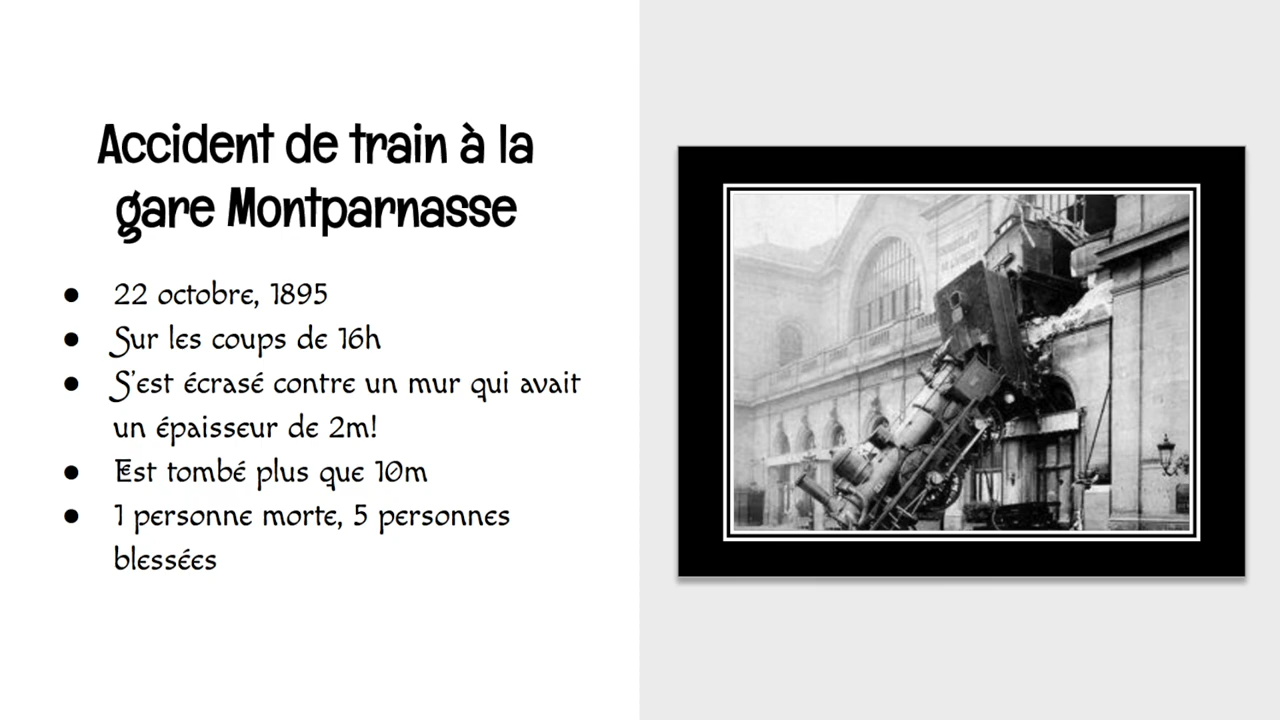 Accident de train à la
gare Montparnasse
● 22 octobre, 1895
● Sur les coups de 16h
● S'est écrasé contre un mur qui avait
un épaisseur de 2m!
● Est tombé plus que 10m
● 1 personne morte, 5 personnes
blessées